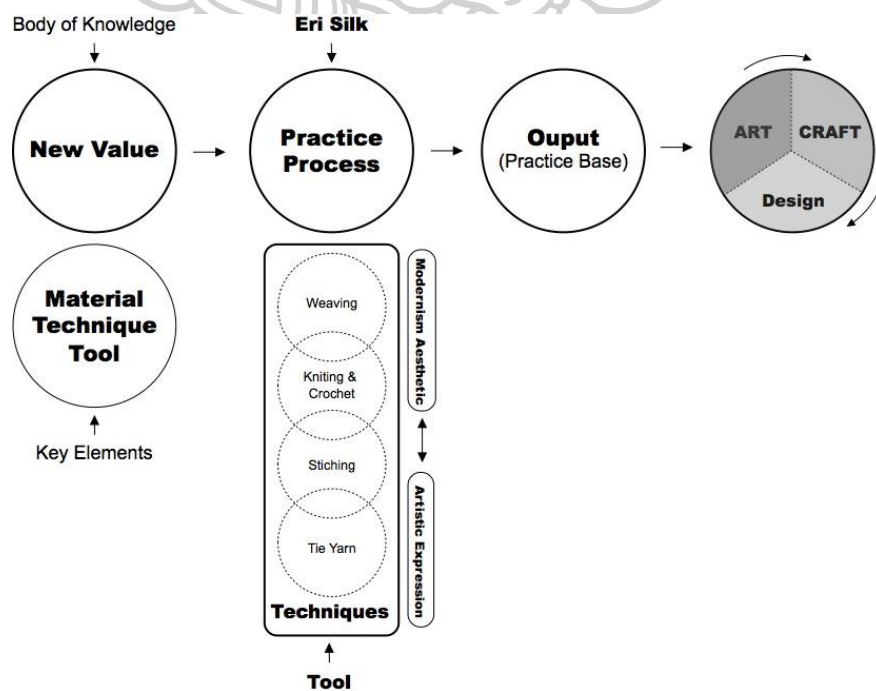 Body of Knowledge
Eri Silk
New Value
Practice
Process
Ouput
(Practice Base)
ART
CRAFT
Design
Material
Technique
Tool
Key Elements
Weaving
Kniting &
Crochet
Stiching
Tie Yarn
Techniques
Tool
Modernism Aesthetic
Artistic Expression